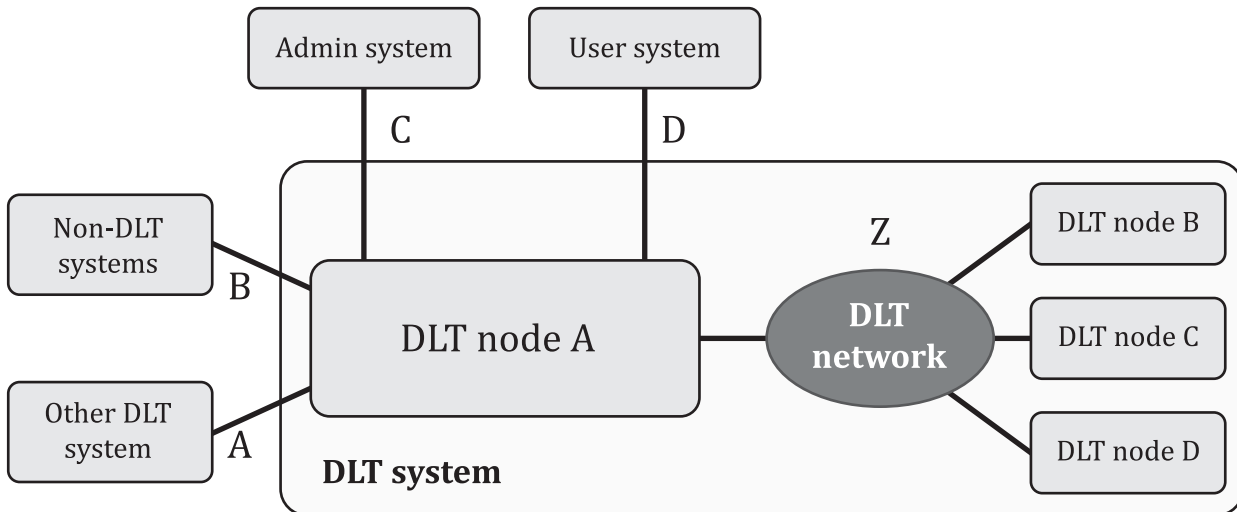 Admin system
User system
C
D
Non-DLT
systems
B
Z
DLT node B
DLT node A
DLT
network
DLT node C
Other DLT
system
A
DLT system
DLT node D